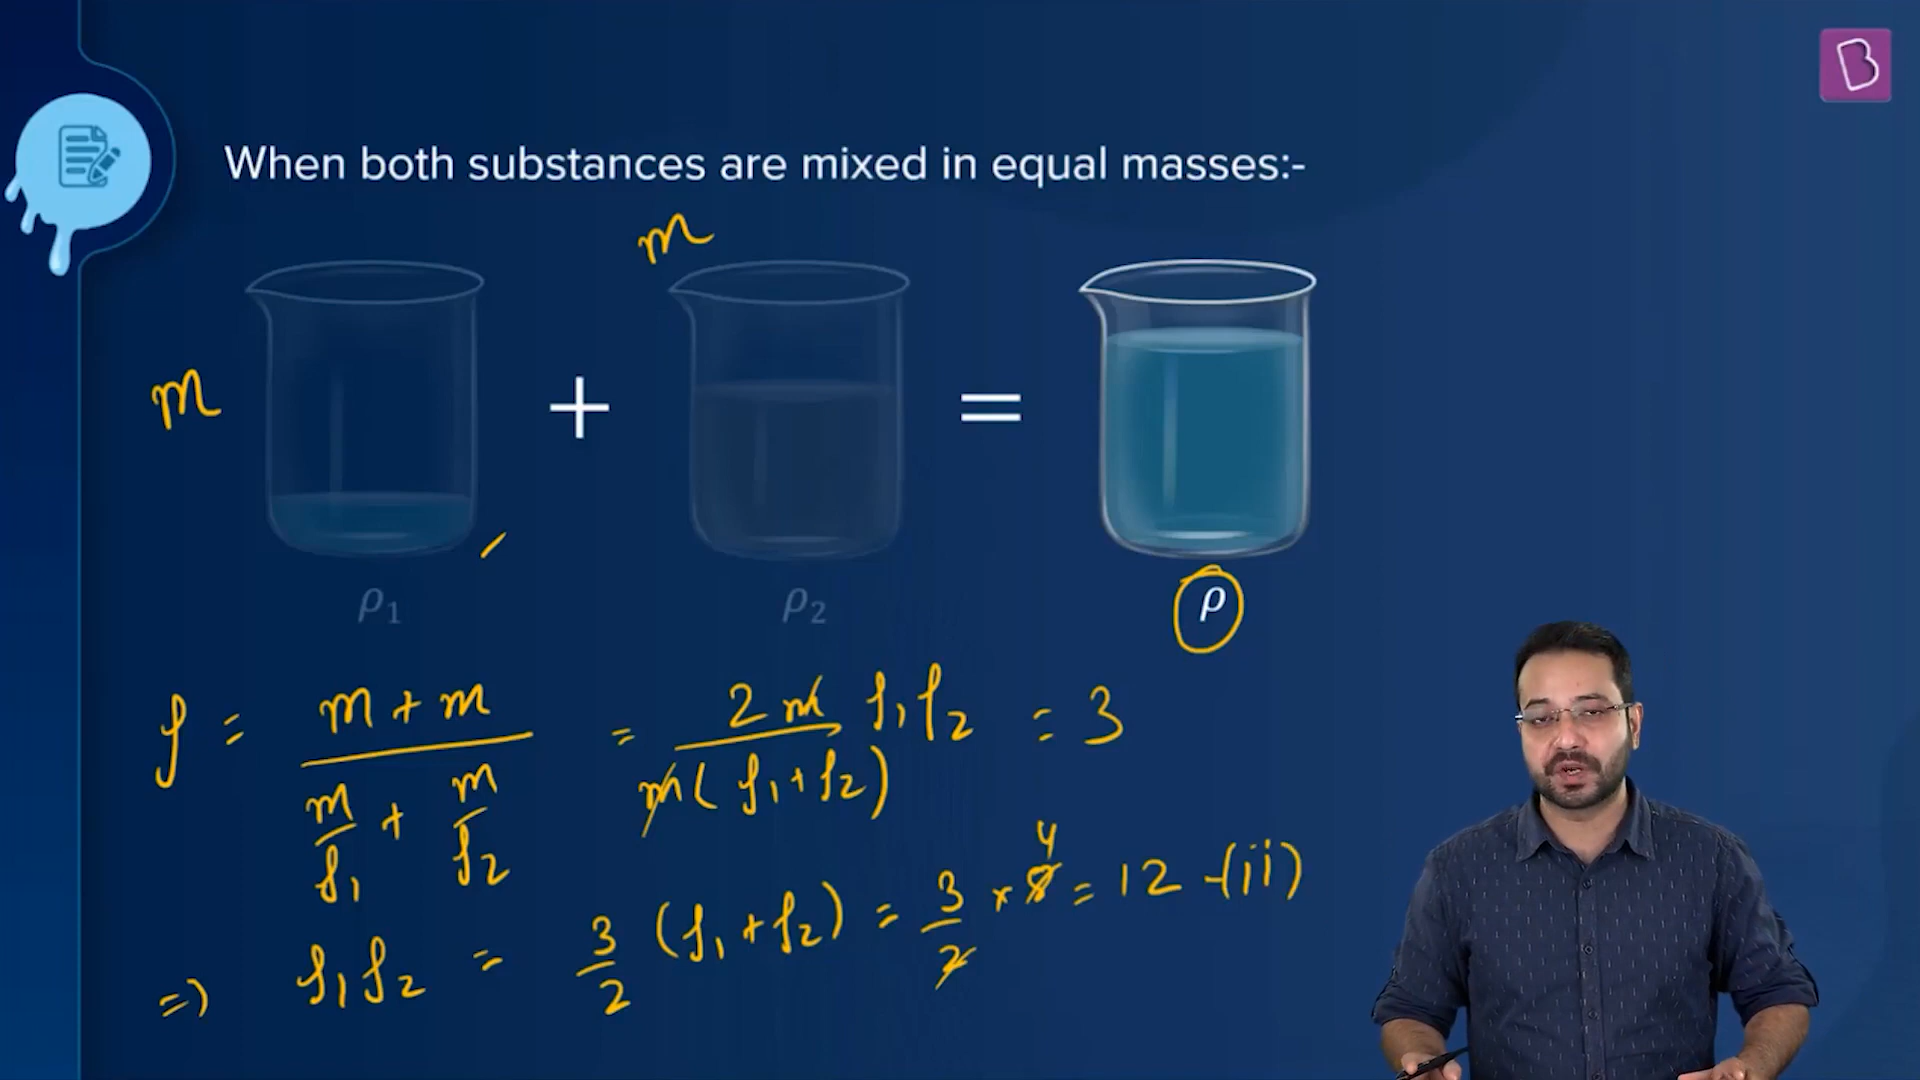 B
When both substances are mixed in equal masses:-
m
m
+
=
ρ₁
ρ₂
ρ
ρ = (m + m) / (m/ρ₁ + m/ρ₂) = 2m ρ₁ρ₂ / m(ρ₁+ρ₂) = 3
=> ρ₁ρ₂ = 3/2 (ρ₁+ρ₂) = 3/2 × 8 4 = 12 -(ii)